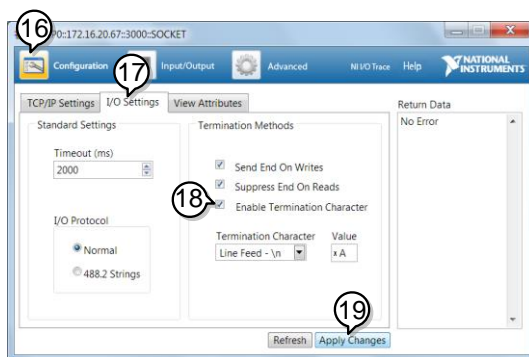 16
P0::172.16.20.67::3000::SOCKET
Configuration
17
Input/Output
Advanced
NI I/O Trace
Help
NATIONAL
INSTRUMENTS
TCP/IP Settings
I/O Settings
View Attributes
Return Data
Standard Settings
Termination Methods
No Error
Timeout (ms)
2000
Send End On Writes
Suppress End On Reads
18
Enable Termination Character
I/O Protocol
Normal
488.2 Strings
Termination Character
Value
Line Feed - \n
x A
19
Refresh
Apply Changes